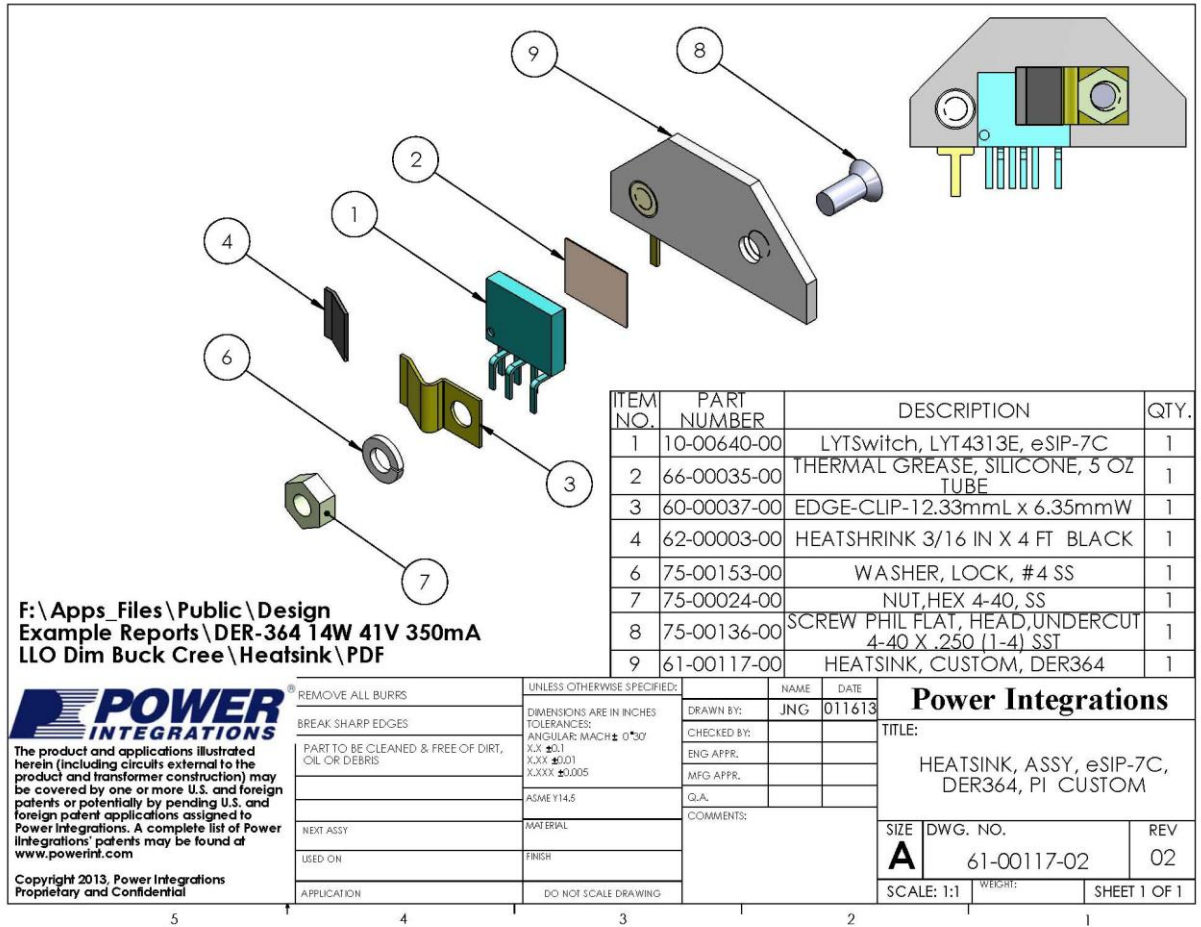 9
8
2
1
4
6
3
7
ITEM NO. PART NUMBER DESCRIPTION QTY.
1 10-00640-00 LYTSwitch, LYT4313E, eSIP-7C 1
2 66-00035-00 THERMAL GREASE, SILICONE, 5 OZ TUBE 1
3 60-00037-00 EDGE-CLIP-12.33mmL x 6.35mmW 1
4 62-00003-00 HEATSHRINK 3/16 IN X 4 FT BLACK 1
6 75-00153-00 WASHER, LOCK, #4 SS 1
7 75-00024-00 NUT,HEX 4-40, SS 1
8 75-00136-00 SCREW PHIL FLAT, HEAD,UNDERCUT 4-40 X .250 (1-4) SST 1
9 61-00117-00 HEATSINK, CUSTOM, DER364 1
F:\Apps_Files\Public\Design
Example Reports\DER-364 14W 41V 350mA
LLO Dim Buck Cree\Heatsink\PDF
POWER
INTEGRATIONS
®
The product and applications illustrated
herein (including circuits external to the
product and transformer construction) may
be covered by one or more U.S. and foreign
patents or potentially by pending U.S. and
foreign patent applications assigned to
Power Integrations. A complete list of Power
Iintegrations' patents may be found at
www.powerint.com
Copyright 2013, Power Integrations
Proprietary and Confidential
REMOVE ALL BURRS
BREAK SHARP EDGES
PART TO BE CLEANED & FREE OF DIRT,
OIL OR DEBRIS
NEXT ASSY
USED ON
APPLICATION
UNLESS OTHERWISE SPECIFIED:
DIMENSIONS ARE IN INCHES
TOLERANCES:
ANGULAR: MACH± 0°30'
X.X ±0.1
X.XX ±0.01
X.XXX ±0.005
ASME Y14.5
MATERIAL
FINISH
DO NOT SCALE DRAWING
NAME DATE
DRAWN BY: JNG 011613
CHECKED BY:
ENG APPR.
MFG APPR.
Q.A.
COMMENTS:
Power Integrations
TITLE:
HEATSINK, ASSY, eSIP-7C,
DER364, PI CUSTOM
SIZE DWG. NO. REV
A 61-00117-02 02
SCALE: 1:1 WEIGHT: SHEET 1 OF 1
5 4 3 2 1